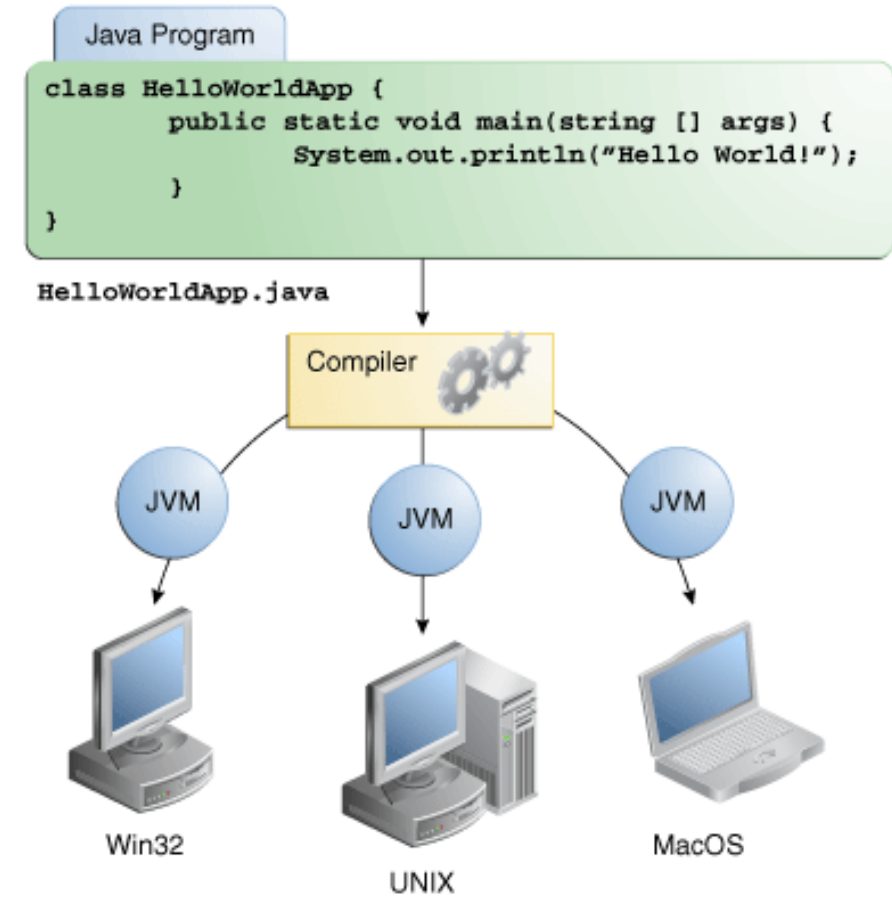 Java Program
class HelloWorldApp {
public static void main(string [] args) {
System.out.println(”Hello World!”);
}
}
HelloWorldApp.java
Compiler
JVM
JVM
JVM
Win32
UNIX
MacOS